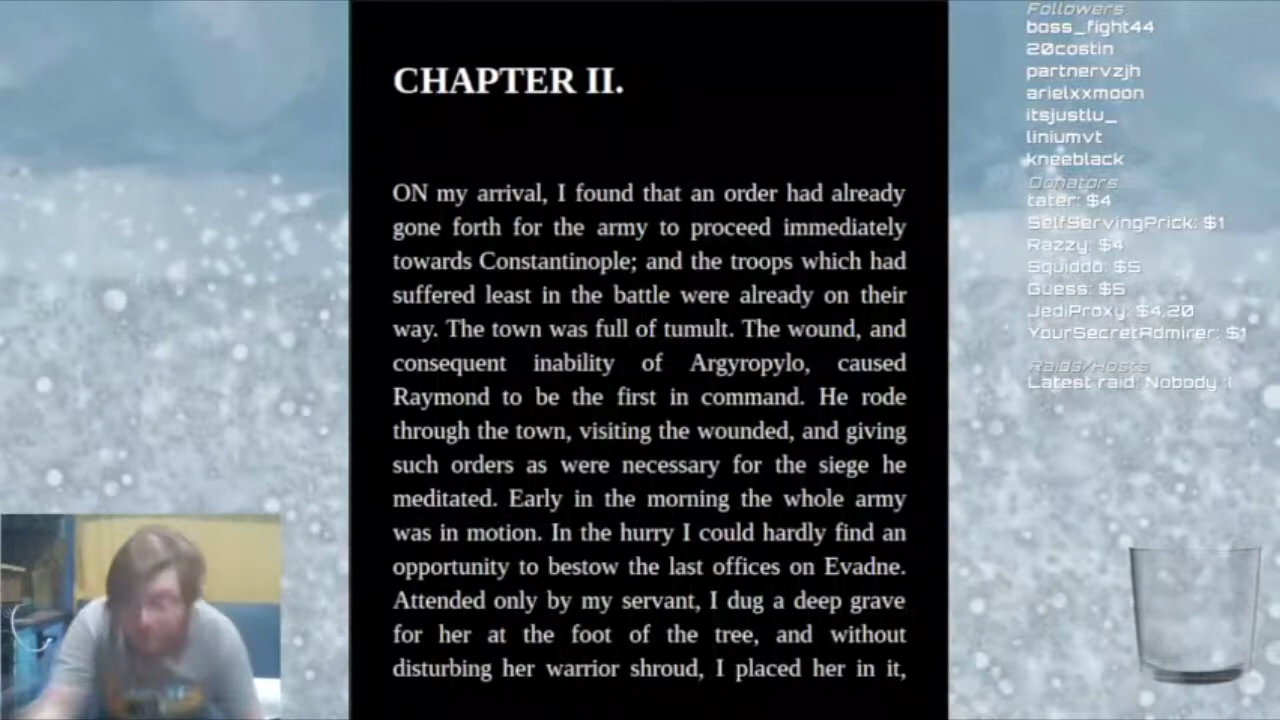 CHAPTER II.
ON my arrival, I found that an order had already
gone forth for the army to proceed immediately
towards Constantinople; and the troops which had
suffered least in the battle were already on their
way. The town was full of tumult. The wound, and
consequent inability of Argyropylo, caused
Raymond to be the first in command. He rode
through the town, visiting the wounded, and giving
such orders as were necessary for the siege he
meditated. Early in the morning the whole army
was in motion. In the hurry I could hardly find an
opportunity to bestow the last offices on Evadne.
Attended only by my servant, I dug a deep grave
for her at the foot of the tree, and without
disturbing her warrior shroud, I placed her in it,
Followers
boss_fight44
20costin
partnervzjh
arielxxmoon
itsjustlu_
liniumvt
kneeblack
Donators
tater: $4
SelfServingPrick: $1
Razzy: $4
Squiddo: $5
Guess: $5
JediProxy: $4.20
YourSecretAdmirer: $1
Raids/Hosts
Latest raid: Nobody :(